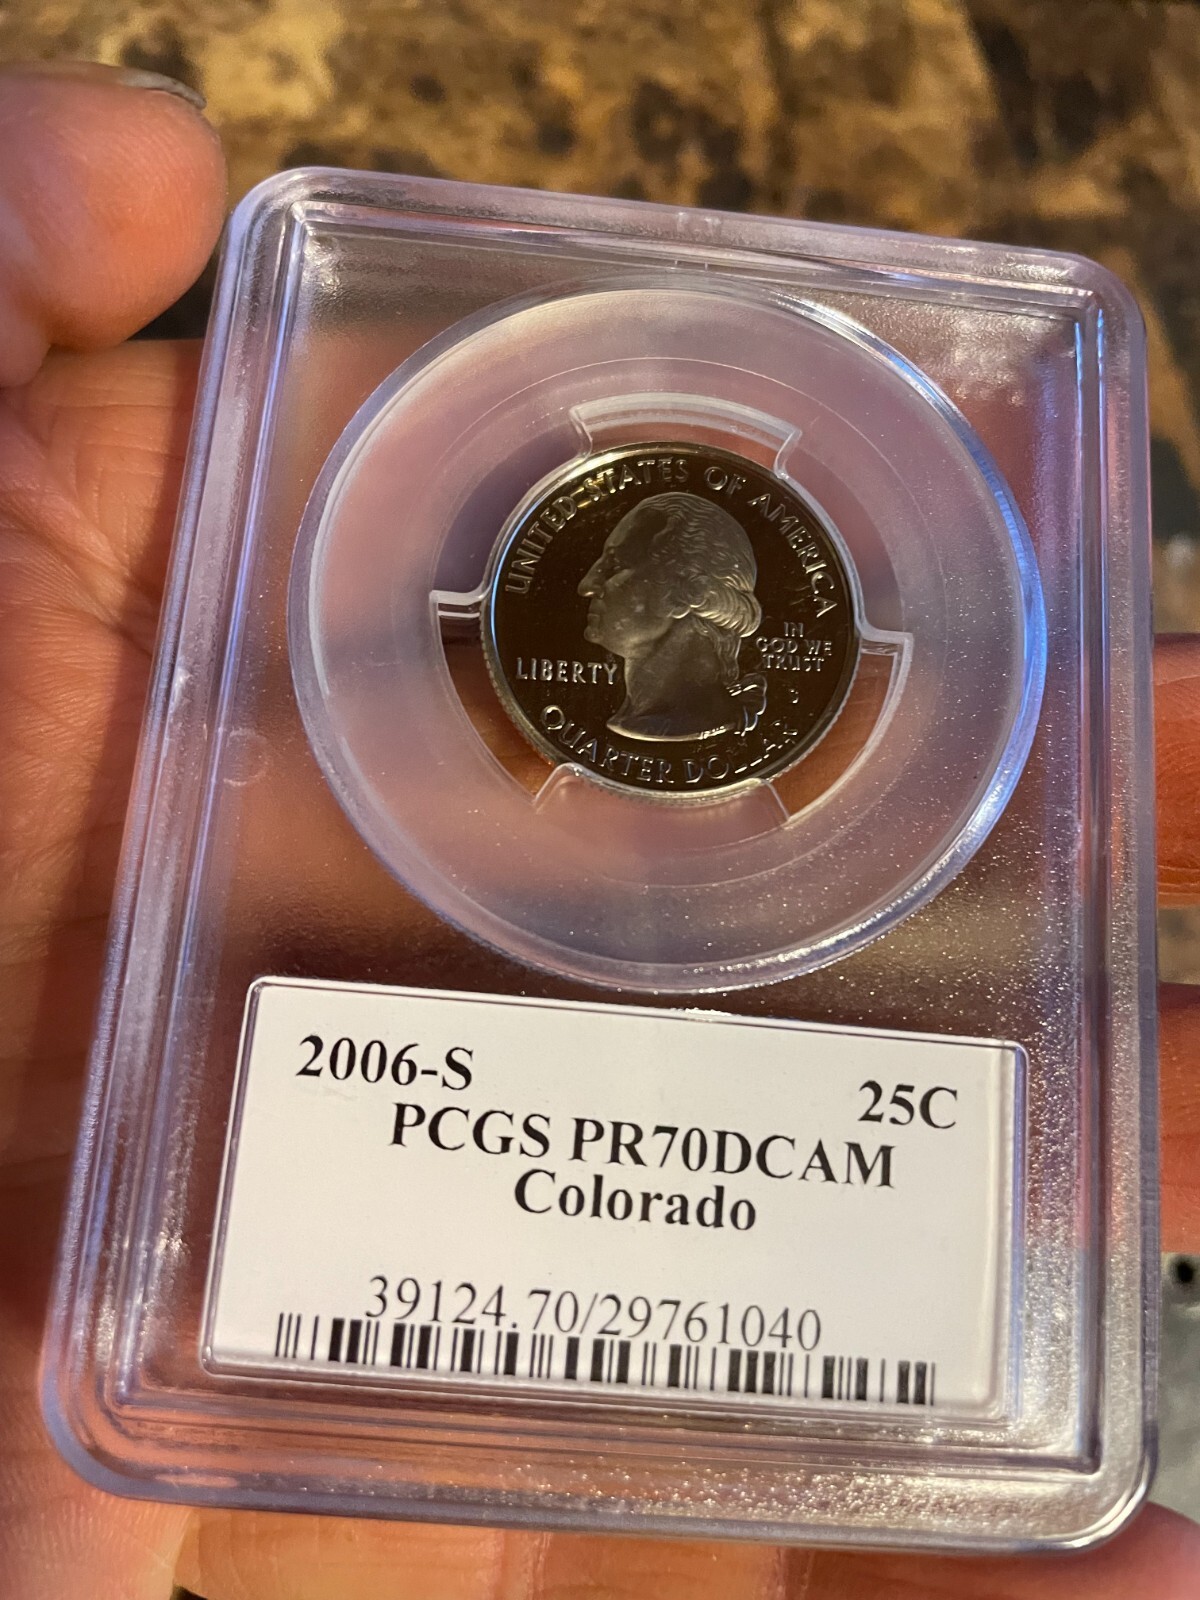 UNITED STATES OF AMERICA
LIBERTY
IN
GOD WE
TRUST
QUARTER DOLLAR
2006-S
25C
PCGS PR70DCAM
Colorado
39124.70/29761040